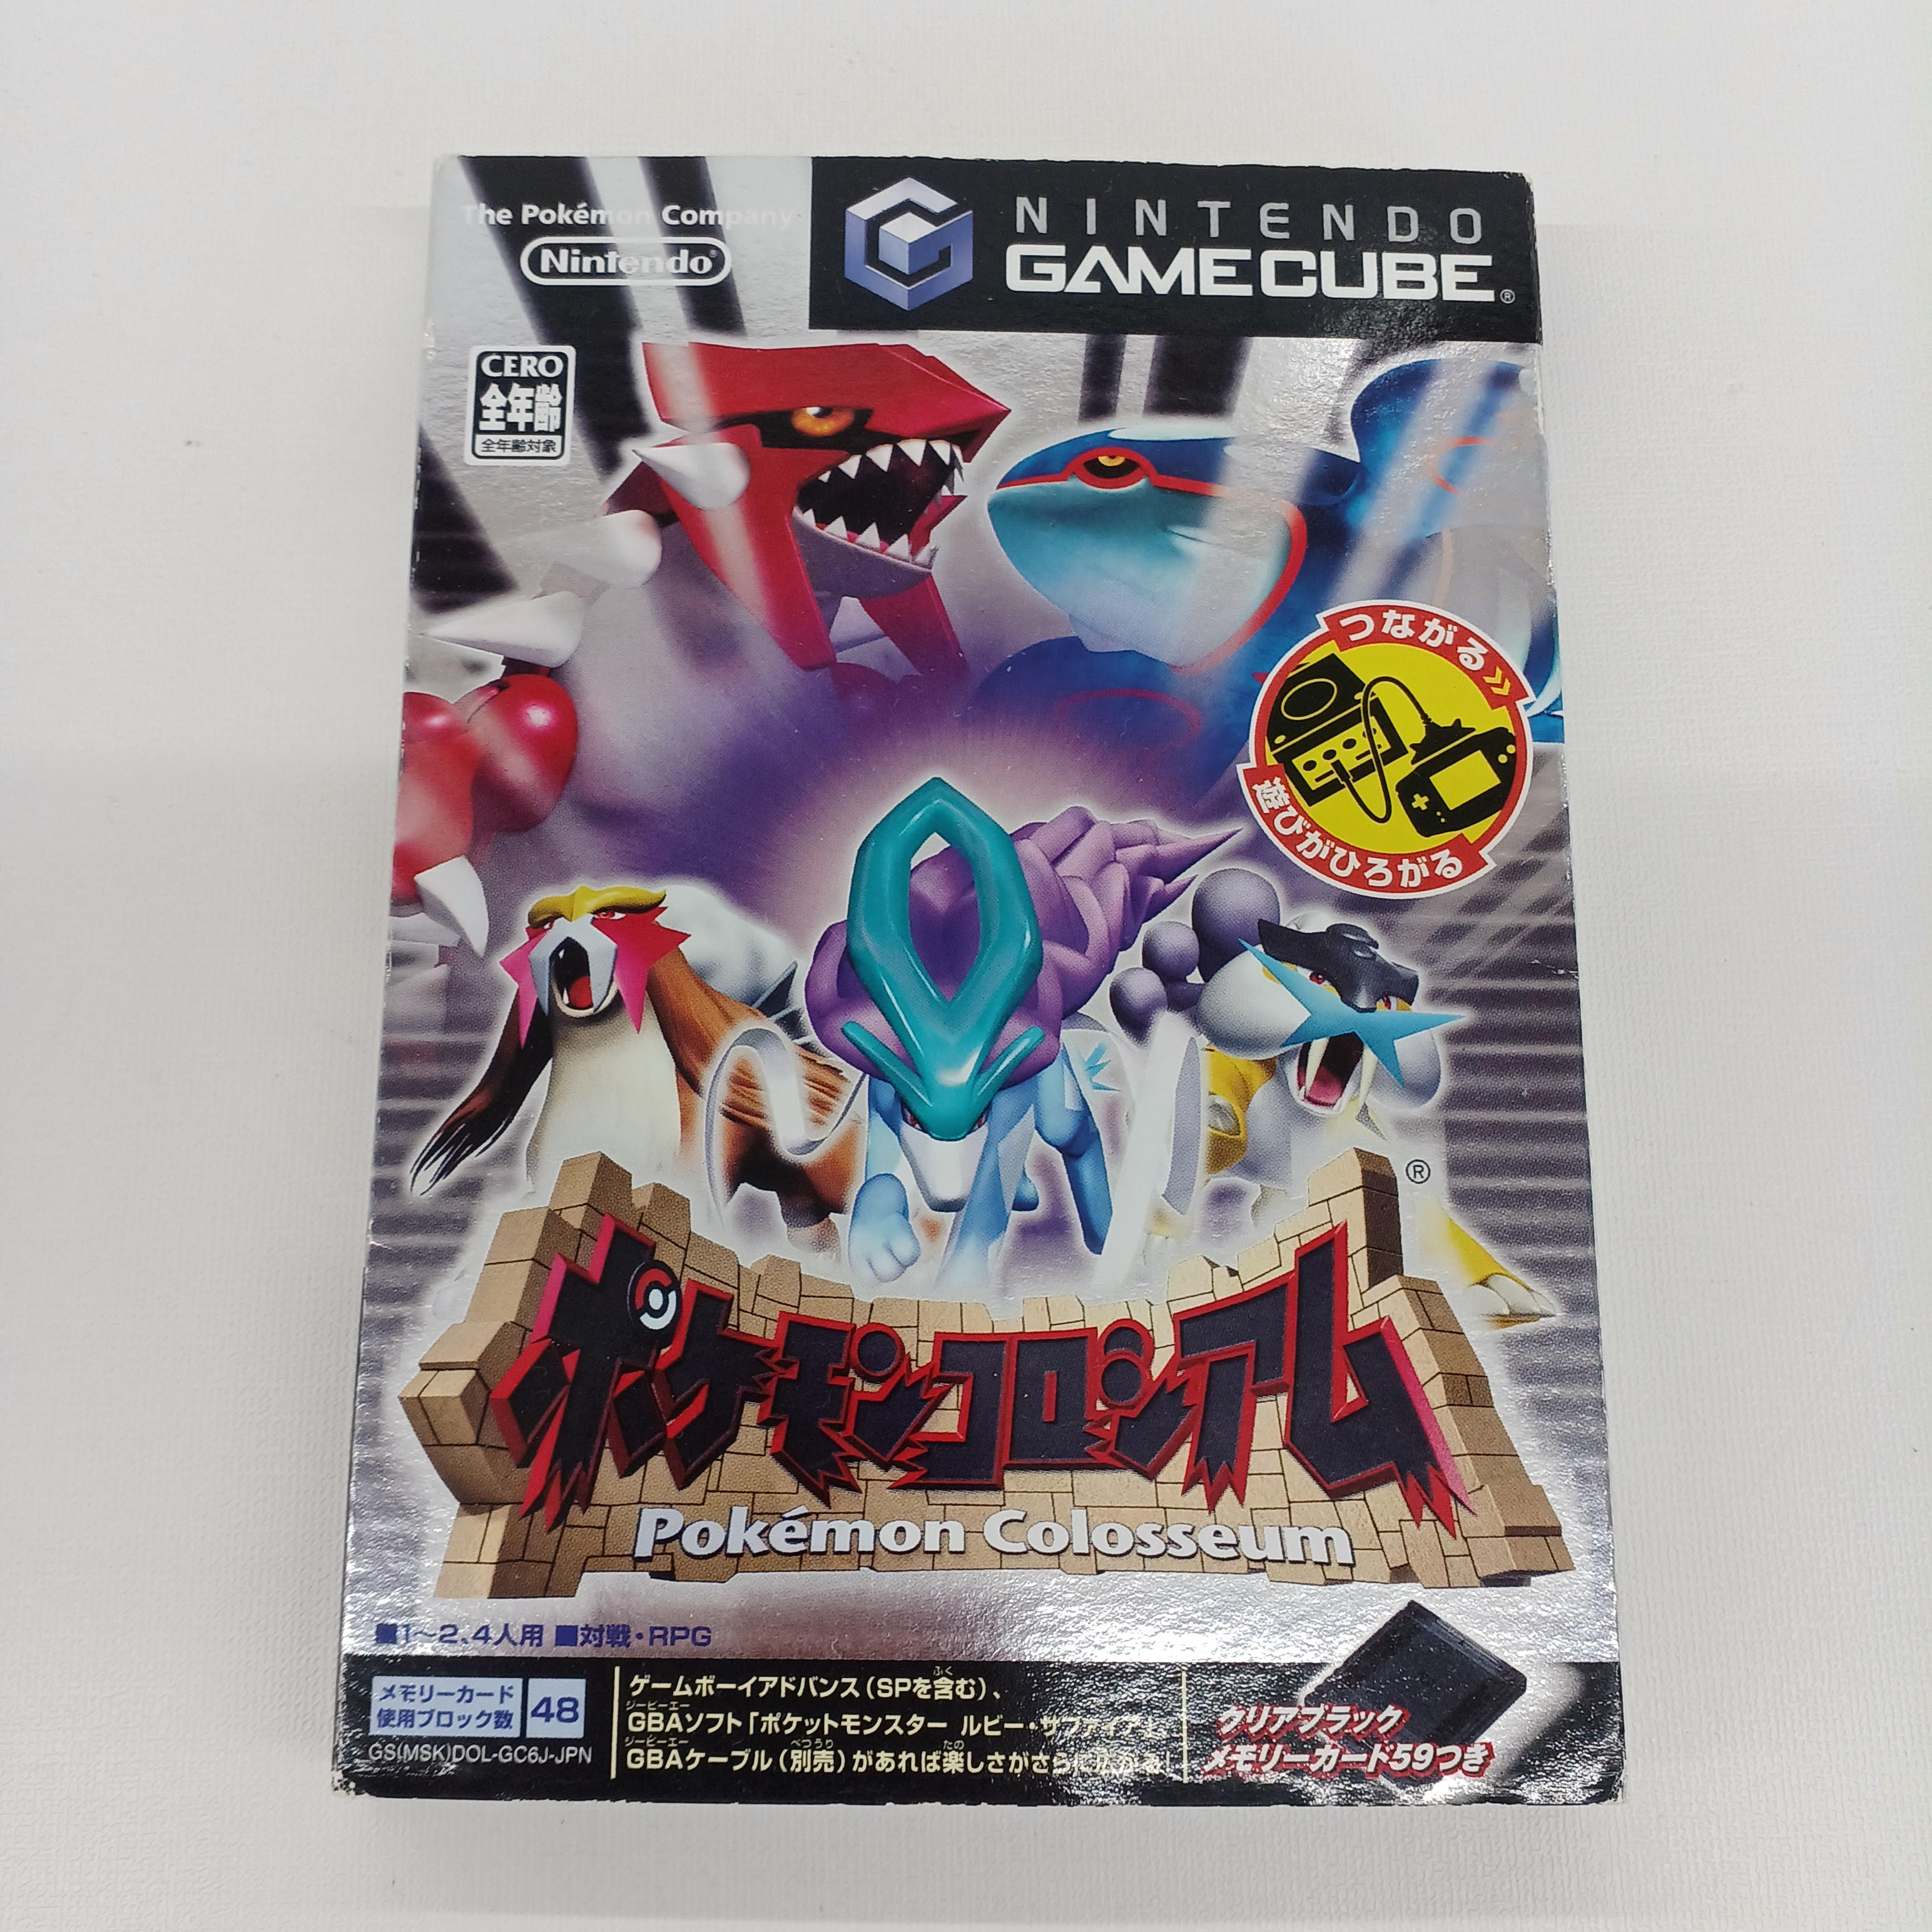 The Pokémon Company
Nintendo
NINTENDO
GAMECUBE®
CERO
全年齢
全年齢対象
つながる
遊びがひろがる
®
ポケモンコロシアム
Pokémon Colosseum
■1～2、4人用 ■対戦・RPG
メモリーカード
使用ブロック数
48
GS(MSK)DOL-GC6J-JPN
ゲームボーイアドバンス(SPを含む)、
GBAソフト「ポケットモンスター ルビー・サファイア」、
GBAケーブル(別売)があれば楽しさがさらに広がる!
クリアブラック
メモリーカード59つき